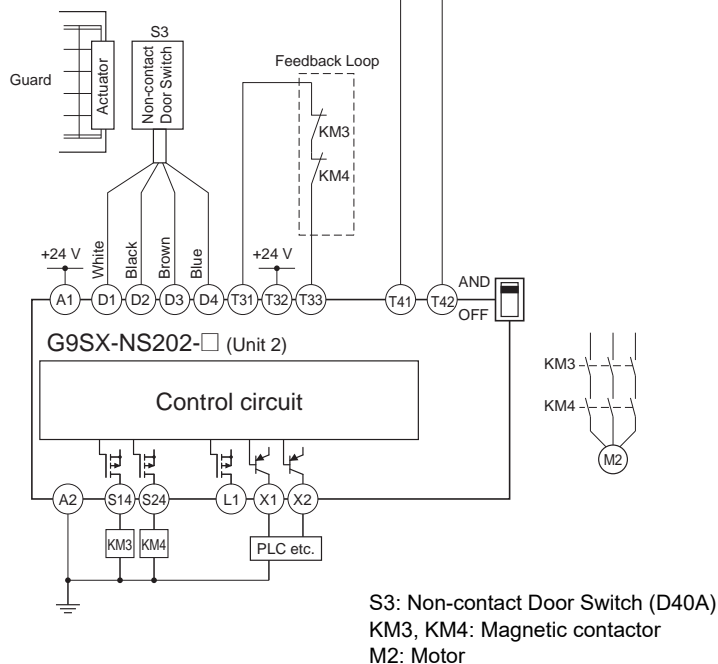 S3
Feedback Loop
Guard
Actuator
Non-contact
Door Switch
KM3
KM4
+24 V
White
Black
Brown
Blue
+24 V
AND
A1
D1
D2
D3
D4
T31
T32
T33
T41
T42
OFF
G9SX-NS202-□ (Unit 2)
Control circuit
KM3
KM4
M2
A2
S14
S24
L1
X1
X2
KM3
KM4
PLC etc.
S3: Non-contact Door Switch (D40A)
KM3, KM4: Magnetic contactor
M2: Motor